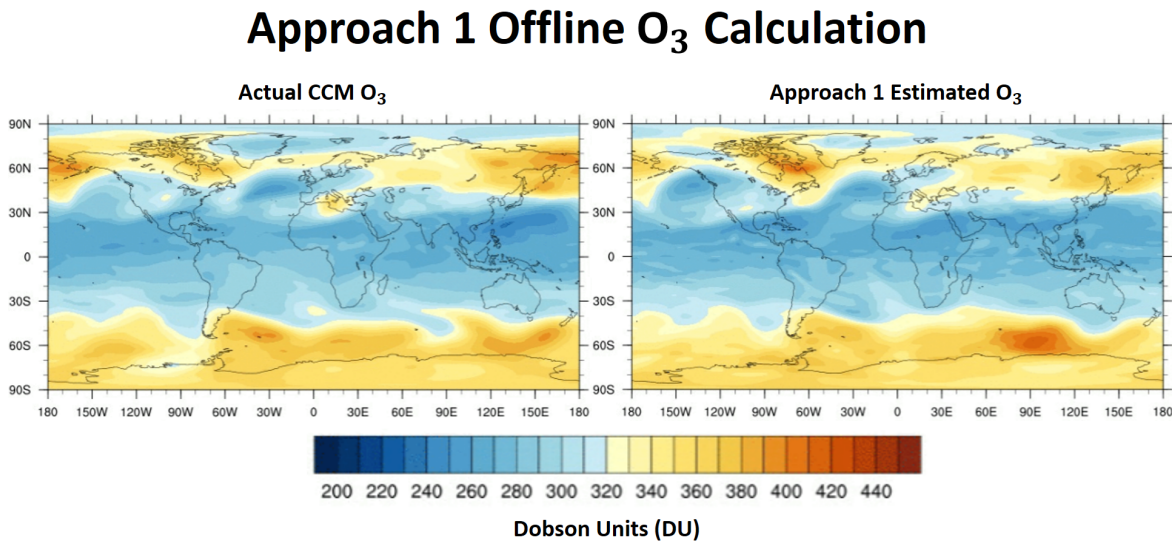 Approach 1 Offline O₃ Calculation
Actual CCM O₃
Approach 1 Estimated O₃
90N
60N
30N
0
30S
60S
90S
180 150W 120W 90W 60W 30W 0 30E 60E 90E 120E 150E 180
90N
60N
30N
0
30S
60S
90S
180 150W 120W 90W 60W 30W 0 30E 60E 90E 120E 150E 180
200 220 240 260 280 300 320 340 360 380 400 420 440
Dobson Units (DU)